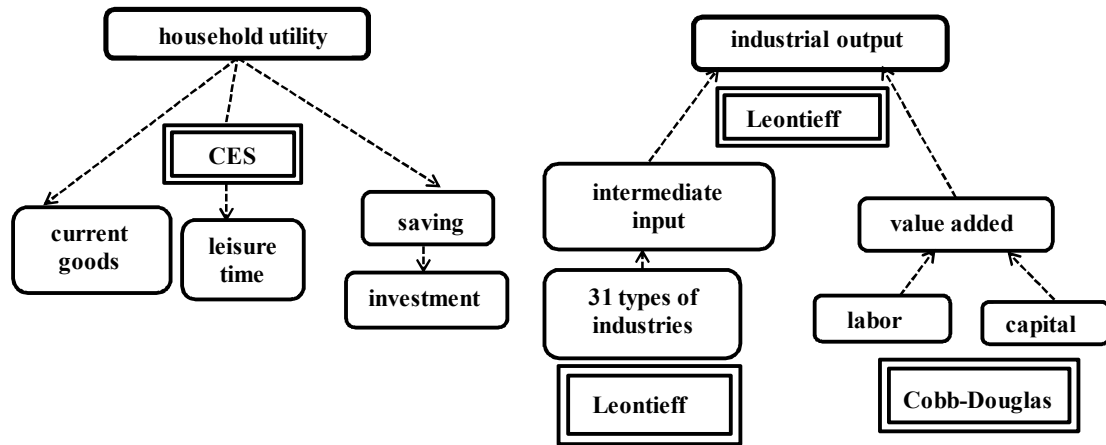 household utility
CES
current
goods
leisure
time
saving
investment
industrial output
Leontieff
intermediate
input
value added
31 types of
industries
labor
capital
Leontieff
Cobb-Douglas